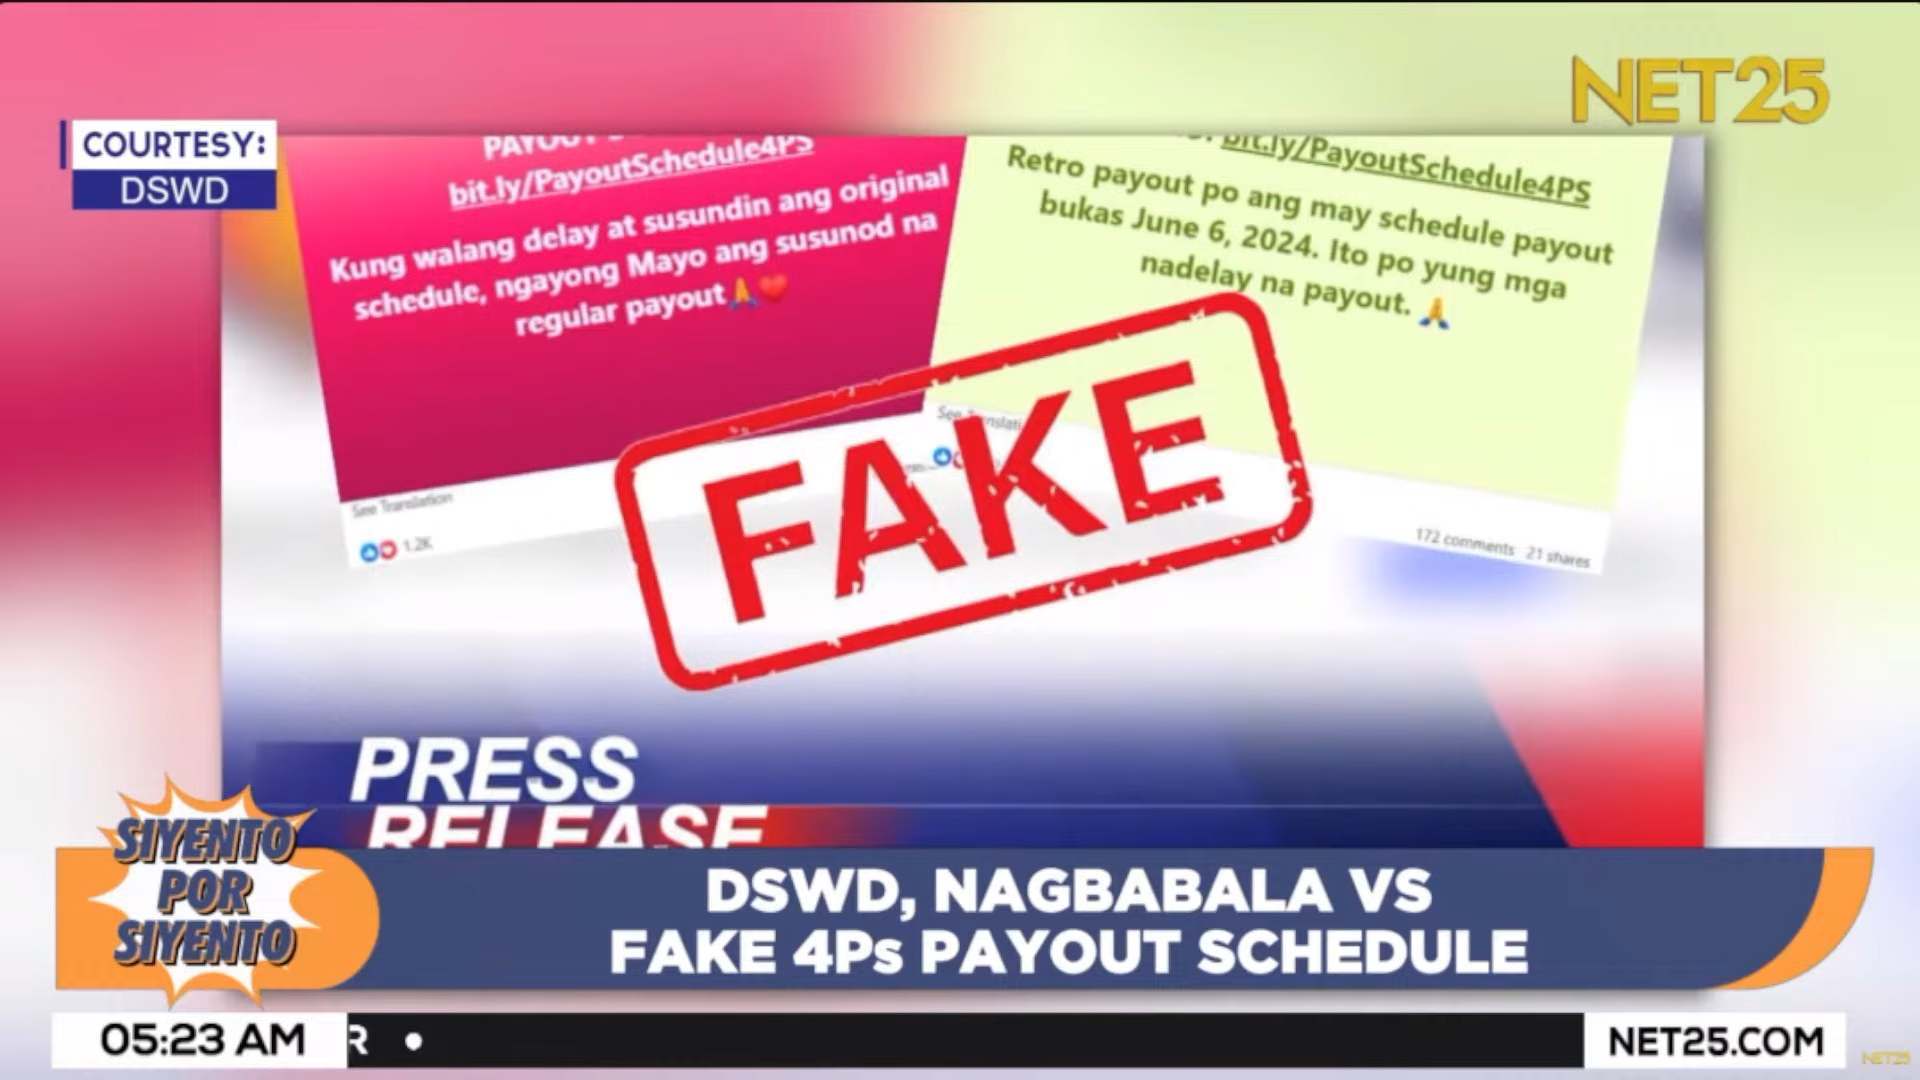 NET25
COURTESY:
DSWD
PAYOUT
bit.ly/PayoutSchedule4PS
Kung walang delay at susundin ang original
schedule, ngayong Mayo ang susunod na
regular payout🙏❤️
See Translation
1.2K
bit.ly/PayoutSchedule4PS
Retro payout po ang may schedule payout
bukas June 6, 2024. Ito po yung mga
nadelay na payout. 🙏
172 comments 21 shares
FAKE
PRESS
RELEASE
SIYENTO
POR
SIYENTO
DSWD, NAGBABALA VS
FAKE 4Ps PAYOUT SCHEDULE
05:23 AM
R •
NET25.COM
NET25